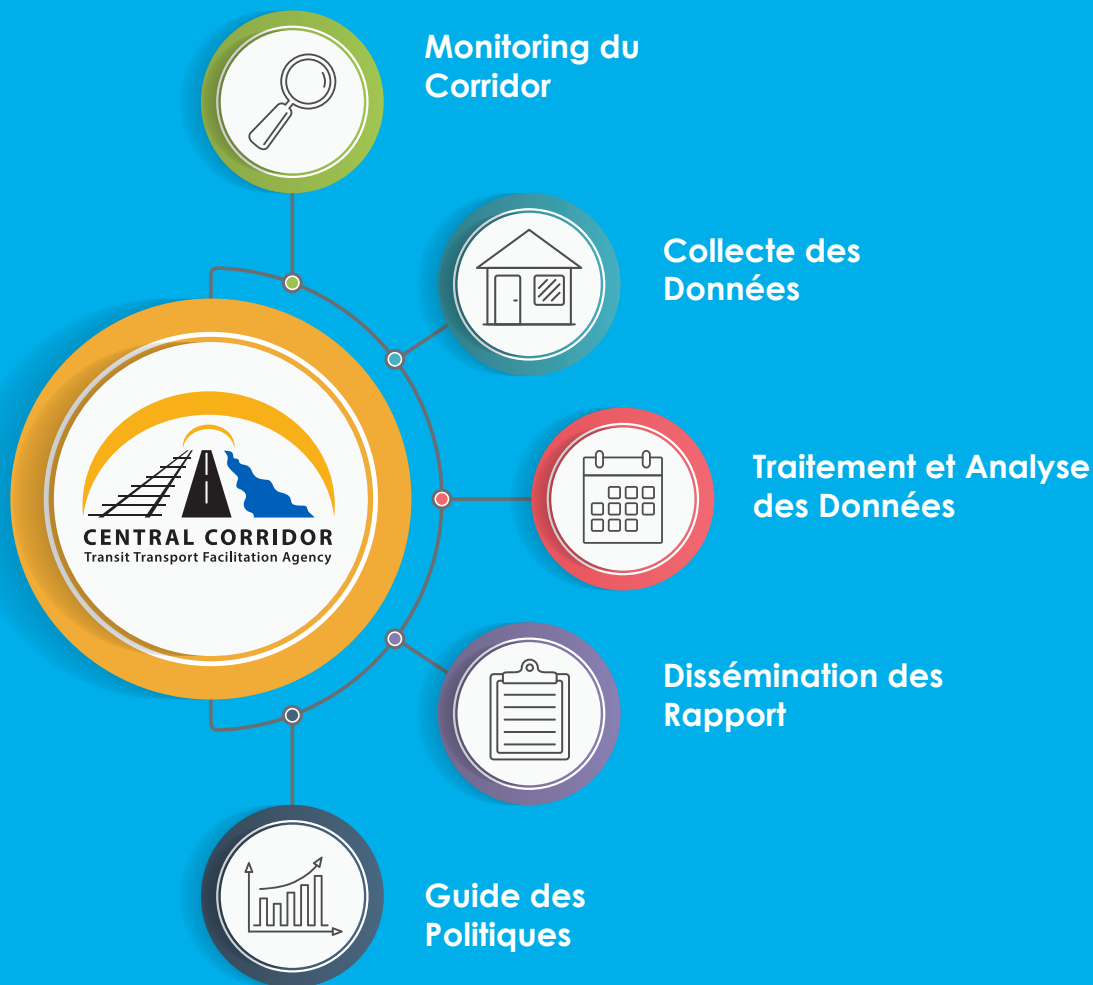 Monitoring du
Corridor
Collecte des
Données
CENTRAL CORRIDOR
Transit Transport Facilitation Agency
Traitement et Analyse
des Données
Dissémination des
Rapport
Guide des
Politiques